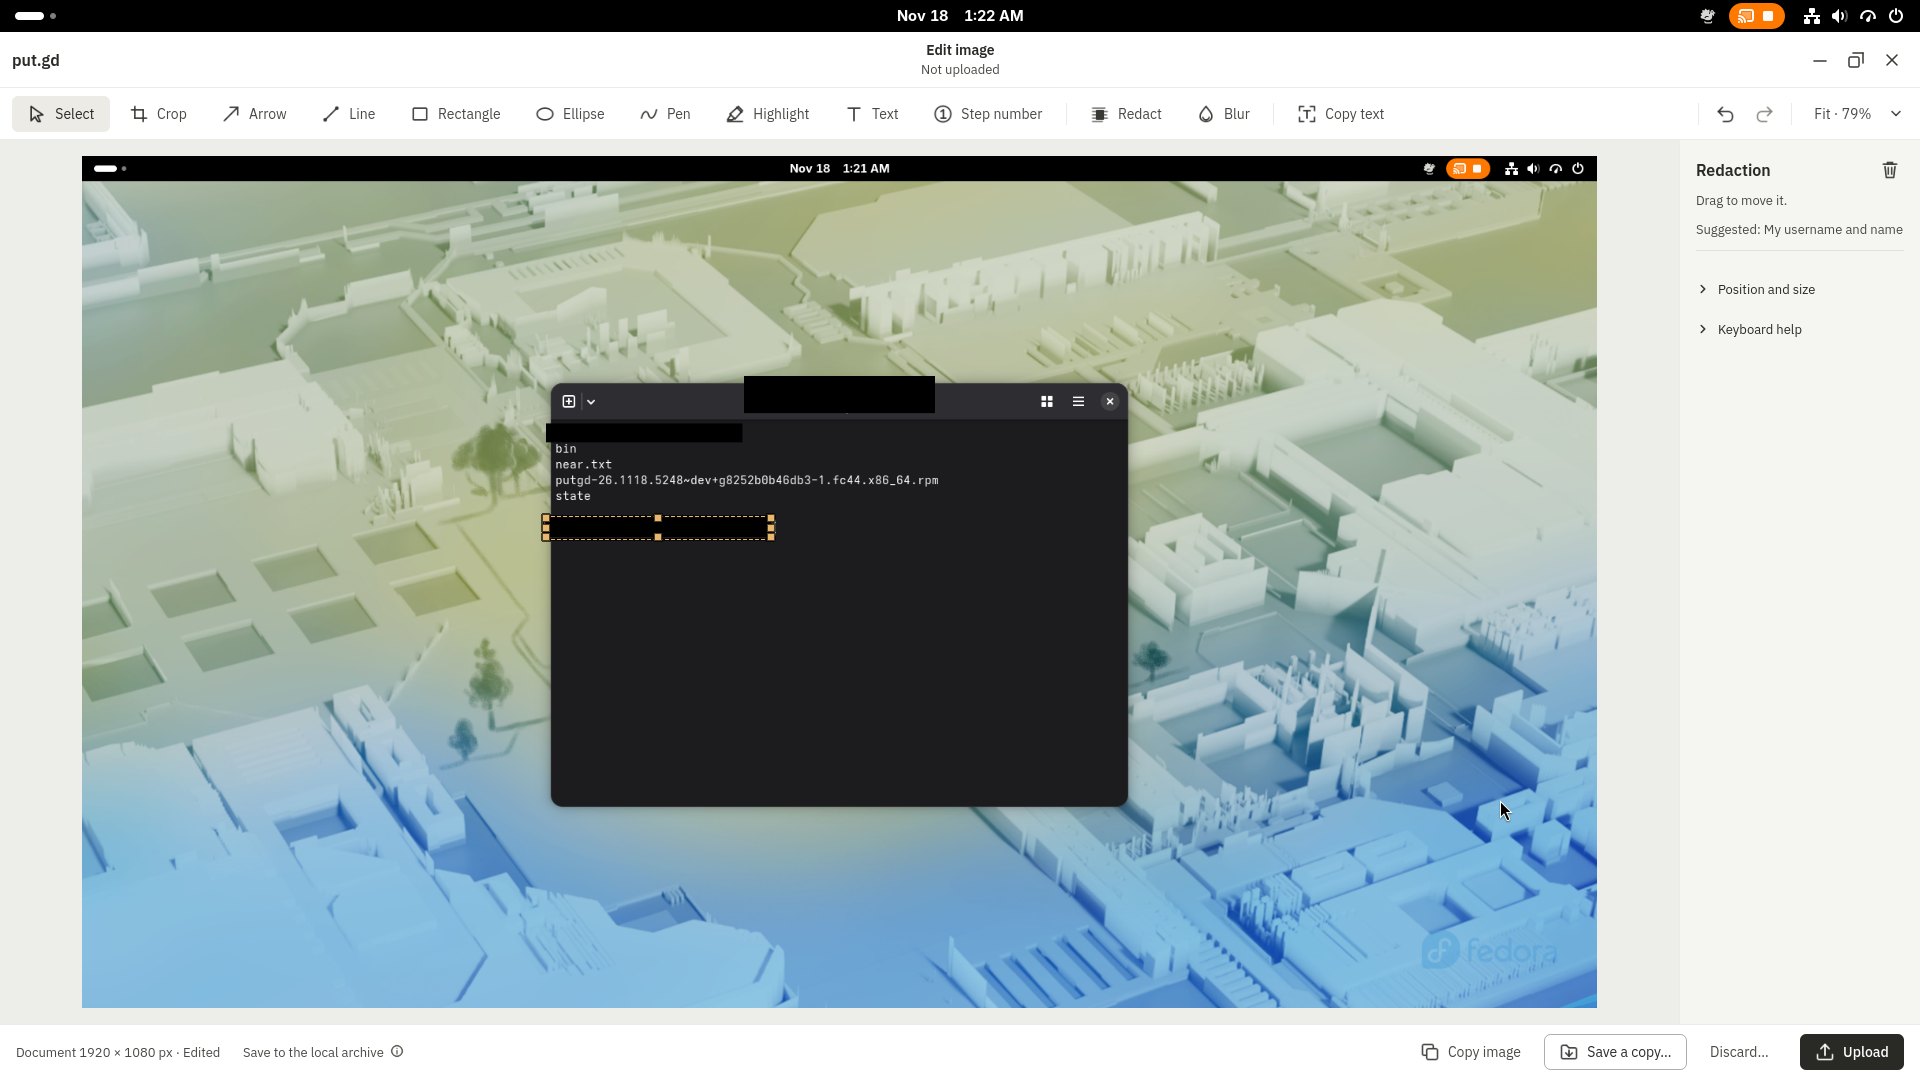 Nov 18 1:22 AM
put.gd
Edit image
Not uploaded
Select
Crop
Arrow
Line
Rectangle
Ellipse
Pen
Highlight
Text
Step number
Redact
Blur
Copy text
Fit · 79%
Nov 18 1:21 AM
bin
near.txt
putgd-26.1118.5248~dev+g8252b0b46db3-1.fc44.x86_64.rpm
state
fedora
Redaction
Drag to move it.
Suggested: My username and name
Position and size
Keyboard help
Document 1920 × 1080 px · Edited
Save to the local archive
Copy image
Save a copy...
Discard...
Upload